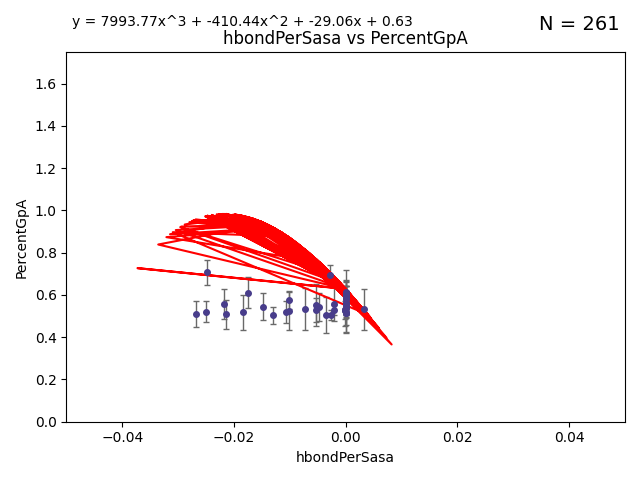 y = 7993.77x^3 + -410.44x^2 + -29.06x + 0.63
N = 261
hbondPerSasa vs PercentGpA
1.6
1.4
1.2
1.0
0.8
0.6
0.4
0.2
0.0
PercentGpA
−0.04 −0.02 0.00 0.02 0.04
hbondPerSasa